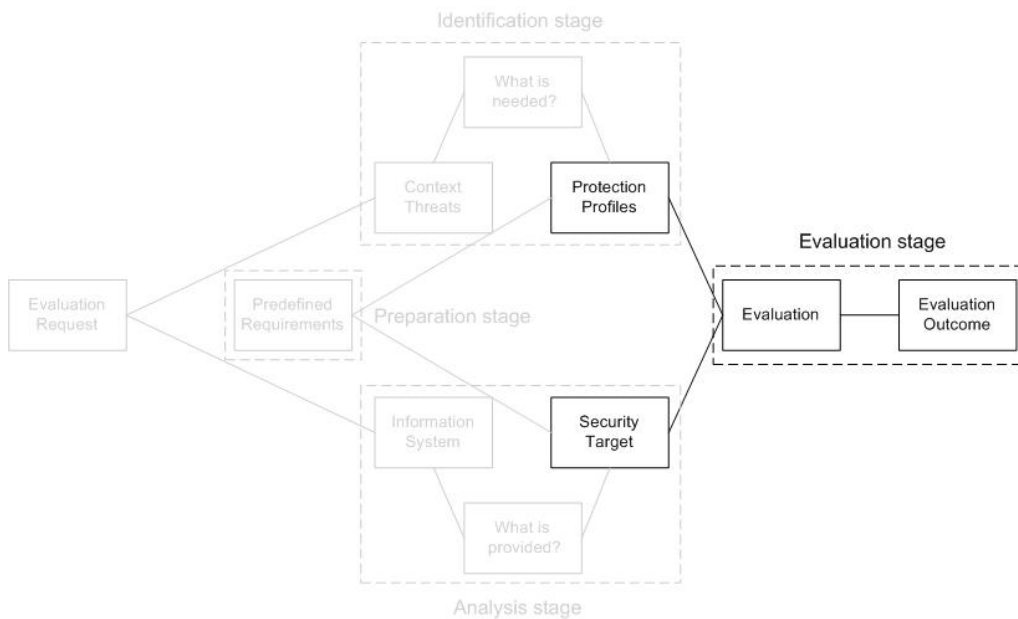 Identification stage
What is
needed?
Context
Threats
Protection
Profiles
Evaluation stage
Evaluation
Request
Predefined
Requirements
Preparation stage
Evaluation
Evaluation
Outcome
Information
System
Security
Target
What is
provided?
Analysis stage